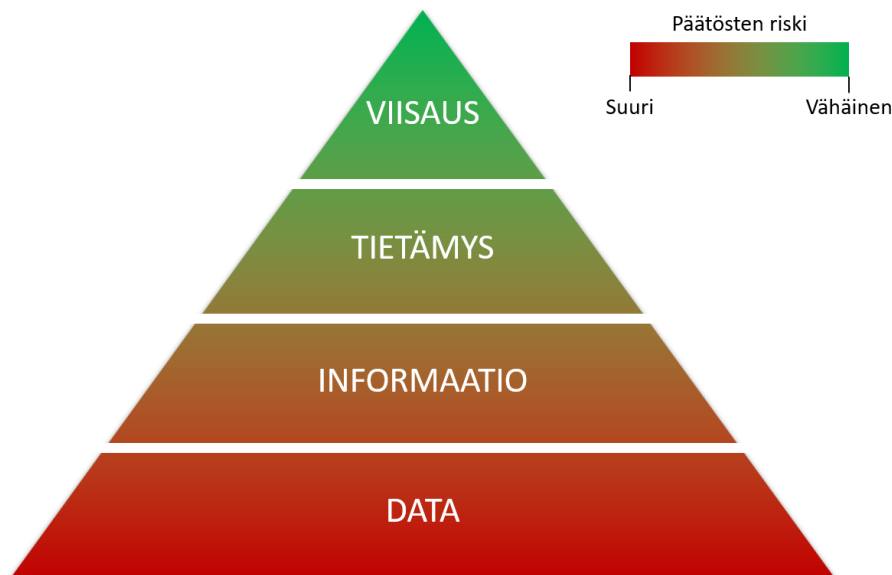 Päätösten riski
Suuri
Vähäinen
VIISAUS
TIETÄMYS
INFORMAATIO
DATA